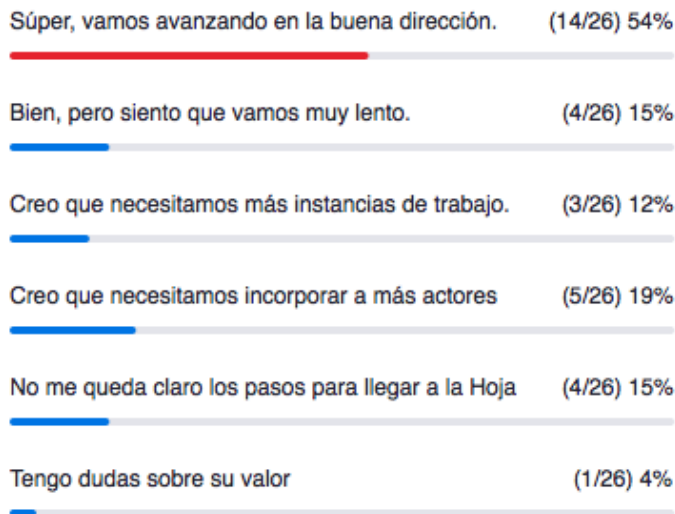 Súper, vamos avanzando en la buena dirección. (14/26) 54%
Bien, pero siento que vamos muy lento. (4/26) 15%
Creo que necesitamos más instancias de trabajo. (3/26) 12%
Creo que necesitamos incorporar a más actores (5/26) 19%
No me queda claro los pasos para llegar a la Hoja (4/26) 15%
Tengo dudas sobre su valor (1/26) 4%